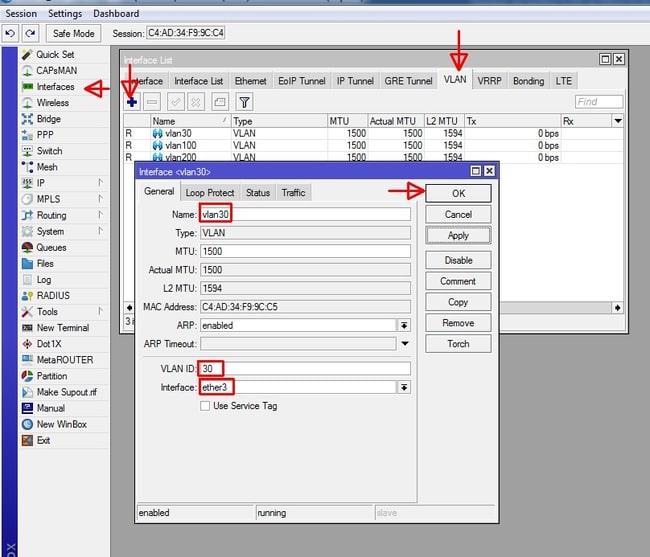 Session Settings Dashboard
Safe Mode Session: C4:AD:34:F9:9C:C4
Quick Set
CAPsMAN
Interfaces
Wireless
Bridge
PPP
Switch
Mesh
IP
MPLS
Routing
System
Queues
Files
Log
RADIUS
Tools
New Terminal
Dot1X
MetaROUTER
Partition
Make Supout.rif
Manual
New WinBox
Exit
Interface List
Interface Interface List Ethernet EoIP Tunnel IP Tunnel GRE Tunnel VLAN VRRP Bonding LTE
Find
Name Type MTU Actual MTU L2 MTU Tx Rx
R vlan30 VLAN 1500 1500 1594 0 bps
R vlan100 VLAN 1500 1500 1594 0 bps
R vlan200 VLAN 1500 1500 1594 0 bps
Interface <vlan30>
General Loop Protect Status Traffic
Name: vlan30
Type: VLAN
MTU: 1500
Actual MTU: 1500
L2 MTU: 1594
MAC Address: C4:AD:34:F9:9C:C5
ARP: enabled
ARP Timeout:
VLAN ID: 30
Interface: ether3
Use Service Tag
OK
Cancel
Apply
Disable
Comment
Copy
Remove
Torch
enabled running slave